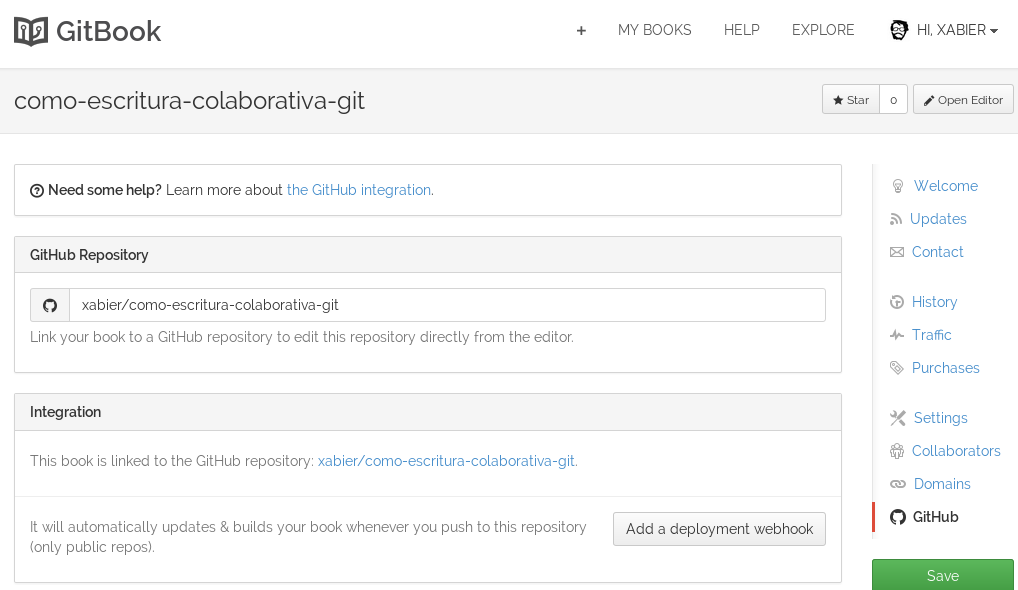 GitBook
+ MY BOOKS HELP EXPLORE HI, XABIER
como-escritura-colaborativa-git
Star 0 Open Editor
Need some help? Learn more about the GitHub integration.
GitHub Repository
xabier/como-escritura-colaborativa-git
Link your book to a GitHub repository to edit this repository directly from the editor.
Integration
This book is linked to the GitHub repository: xabier/como-escritura-colaborativa-git.
It will automatically updates & builds your book whenever you push to this repository
(only public repos).
Add a deployment webhook
Welcome
Updates
Contact
History
Traffic
Purchases
Settings
Collaborators
Domains
GitHub
Save